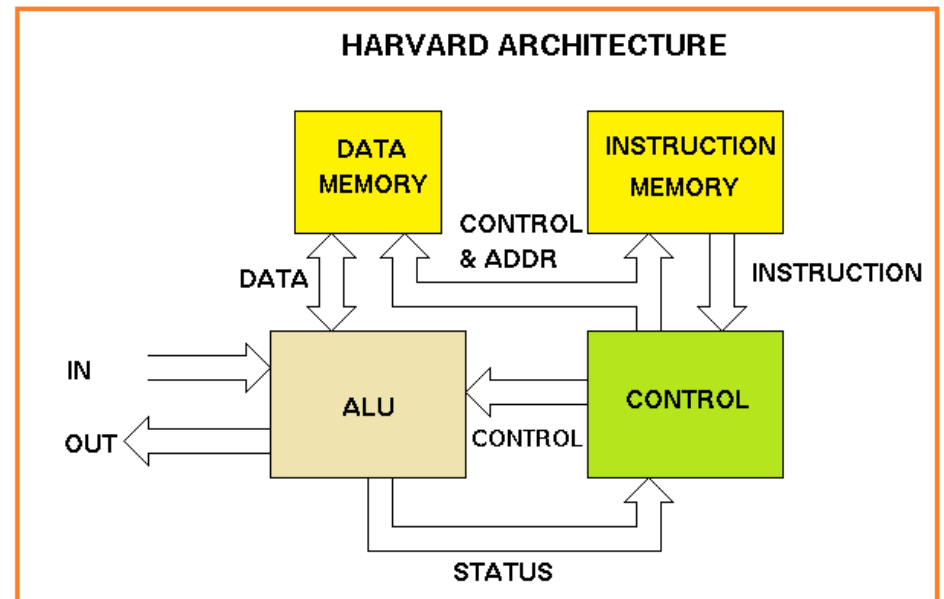 HARVARD ARCHITECTURE
DATA
MEMORY
INSTRUCTION
MEMORY
CONTROL
& ADDR
DATA
INSTRUCTION
IN
ALU
CONTROL
OUT
CONTROL
STATUS